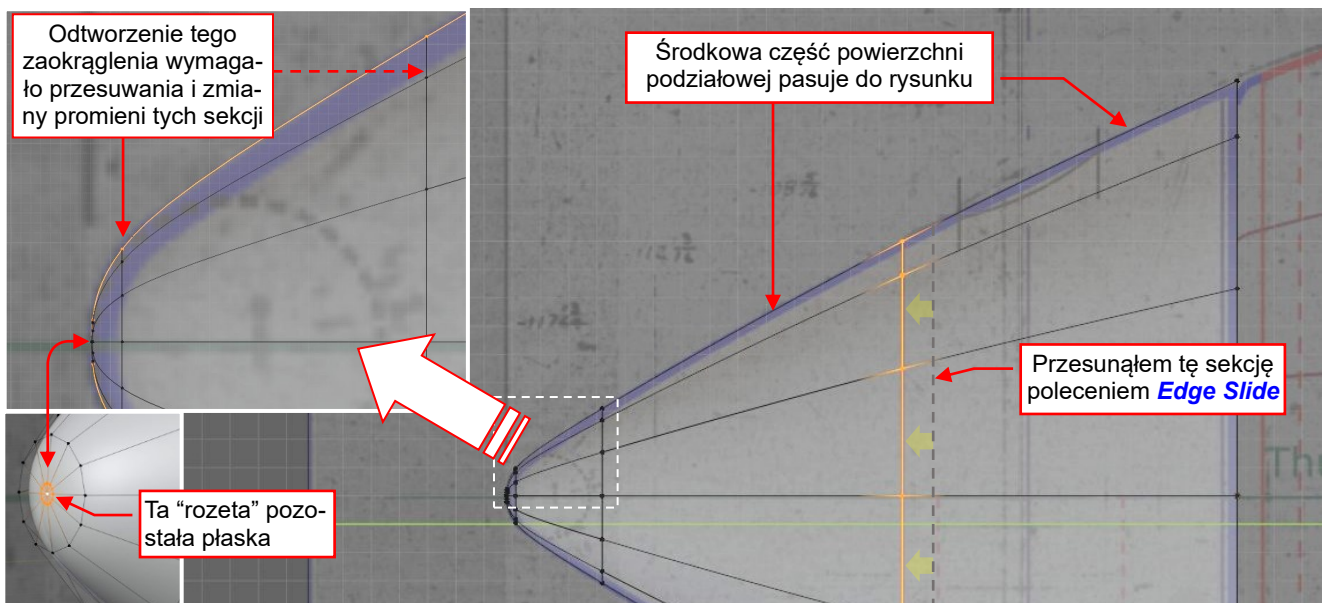 Odtworzenie tego
zaokrąglenia wymaga-
ło przesuwania i zmia-
ny promieni tych sekcji
Środkowa część powierzchni
podziałowej pasuje do rysunku
Przesunąłem tę sekcję
poleceniem Edge Slide
Ta “rozeta” pozo-
stała płaska